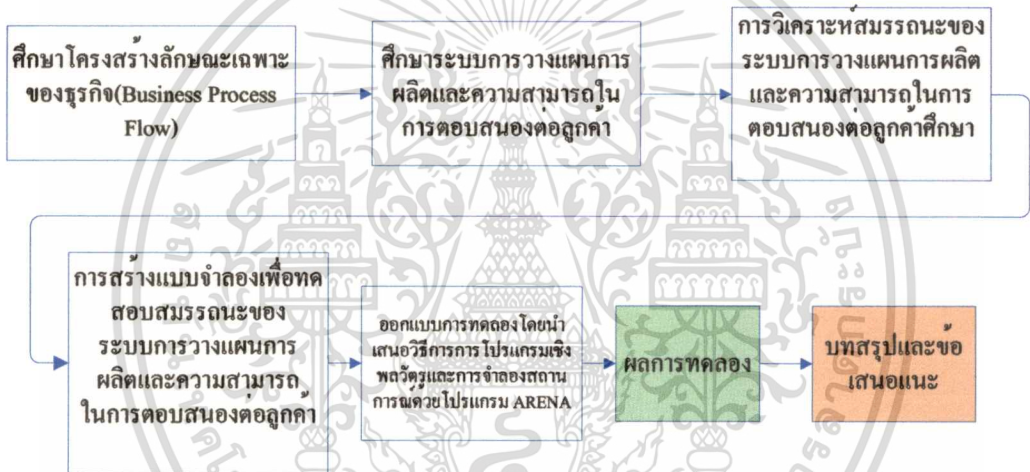 ศึกษาโครงสร้างลักษณะเฉพาะ
ของธุรกิจ(Business Process
Flow)
ศึกษาระบบการวางแผนการ
ผลิตและความสามารถใน
การตอบสนองต่อลูกค้า
การวิเคราะห์สมรรถนะของ
ระบบการวางแผนการผลิต
และความสามารถในการ
ตอบสนองต่อลูกค้าศึกษา
การสร้างแบบจำลองเพื่อทด
สอบสมรรถนะของ
ระบบการวางแผนการ
ผลิตและความสามารถ
ในการตอบสนองต่อลูกค้า
ออกแบบการทดลองโดยนำ
เสนอวิธีการการโปรแกรมเชิง
พลวัตรและการจำลองสถาน
การณ์ด้วยโปรแกรม ARENA
ผลการทดลอง
บทสรุปและข้อ
เสนอแนะ